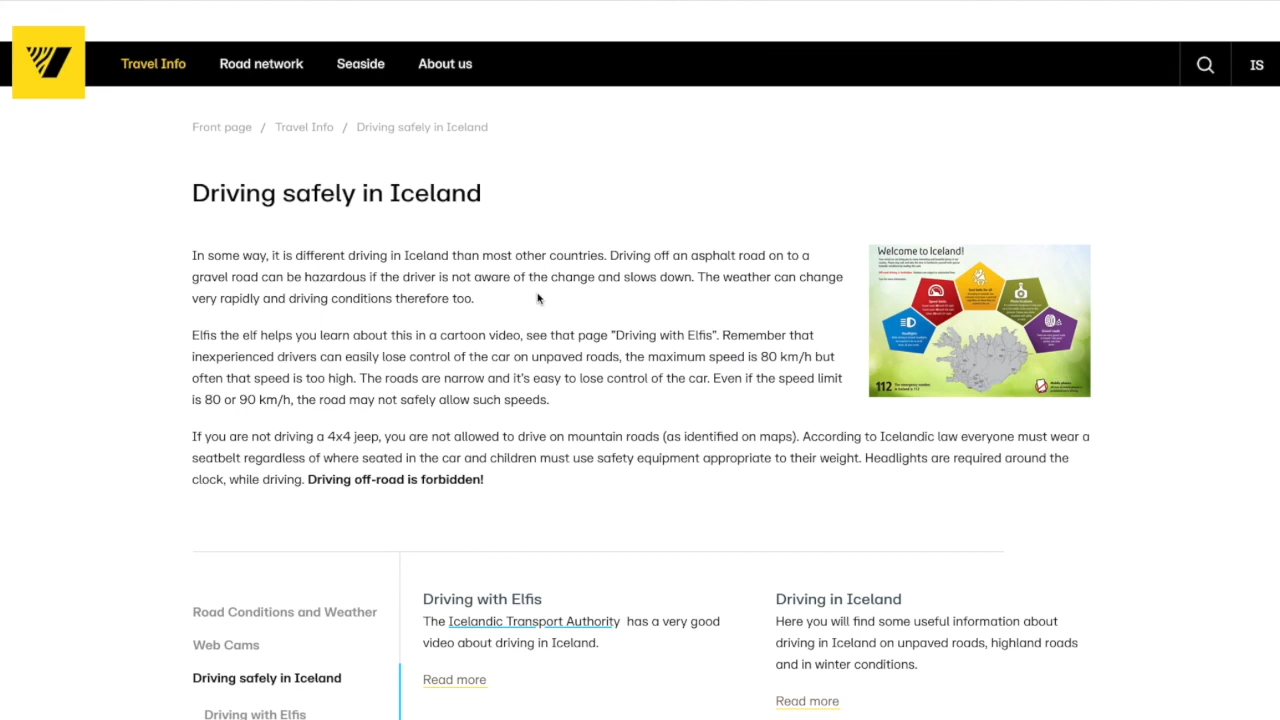 Travel Info Road network Seaside About us IS
Front page / Travel Info / Driving safely in Iceland
Driving safely in Iceland
In some way, it is different driving in Iceland than most other countries. Driving off an asphalt road on to a
gravel road can be hazardous if the driver is not aware of the change and slows down. The weather can change
very rapidly and driving conditions therefore too.
Elfis the elf helps you learn about this in a cartoon video, see that page "Driving with Elfis". Remember that
inexperienced drivers can easily lose control of the car on unpaved roads, the maximum speed is 80 km/h but
often that speed is too high. The roads are narrow and it's easy to lose control of the car. Even if the speed limit
is 80 or 90 km/h, the road may not safely allow such speeds.
Welcome to Iceland!
112
If you are not driving a 4x4 jeep, you are not allowed to drive on mountain roads (as identified on maps). According to Icelandic law everyone must wear a
seatbelt regardless of where seated in the car and children must use safety equipment appropriate to their weight. Headlights are required around the
clock, while driving. Driving off-road is forbidden!
Road Conditions and Weather
Web Cams
Driving safely in Iceland
Driving with Elfis
Driving with Elfis
The Icelandic Transport Authority has a very good
video about driving in Iceland.
Read more
Driving in Iceland
Here you will find some useful information about
driving in Iceland on unpaved roads, highland roads
and in winter conditions.
Read more